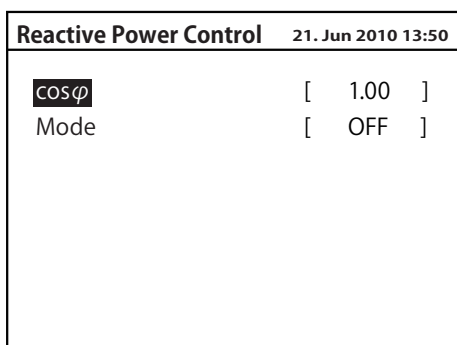 Reactive Power Control 21. Jun 2010 13:50
cosφ [ 1.00 ]
Mode [ OFF ]